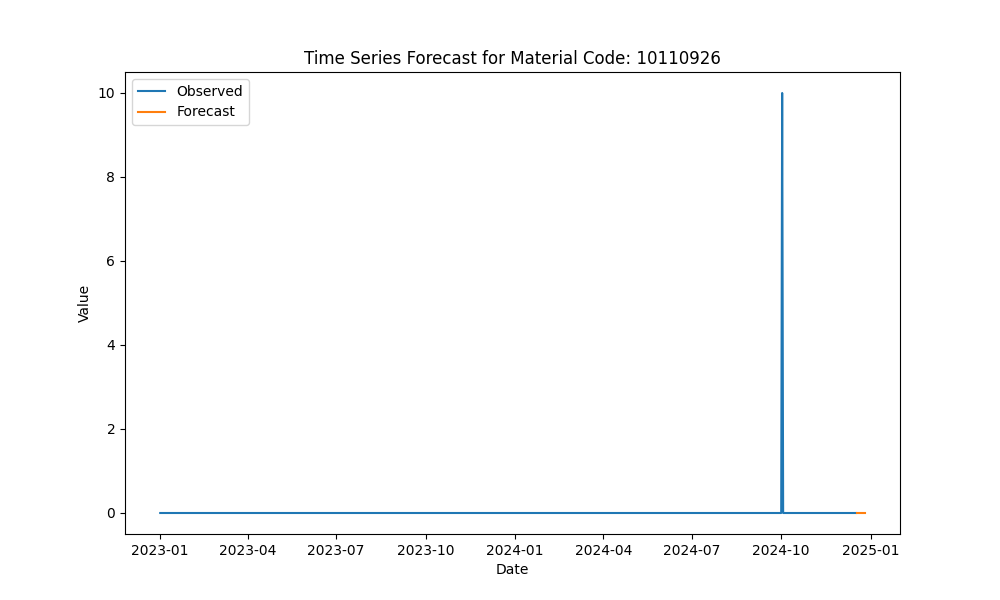 Time Series Forecast for Material Code: 10110926
Observed
Forecast
10
8
6
4
2
0
Value
2023-01 2023-04 2023-07 2023-10 2024-01 2024-04 2024-07 2024-10 2025-01
Date